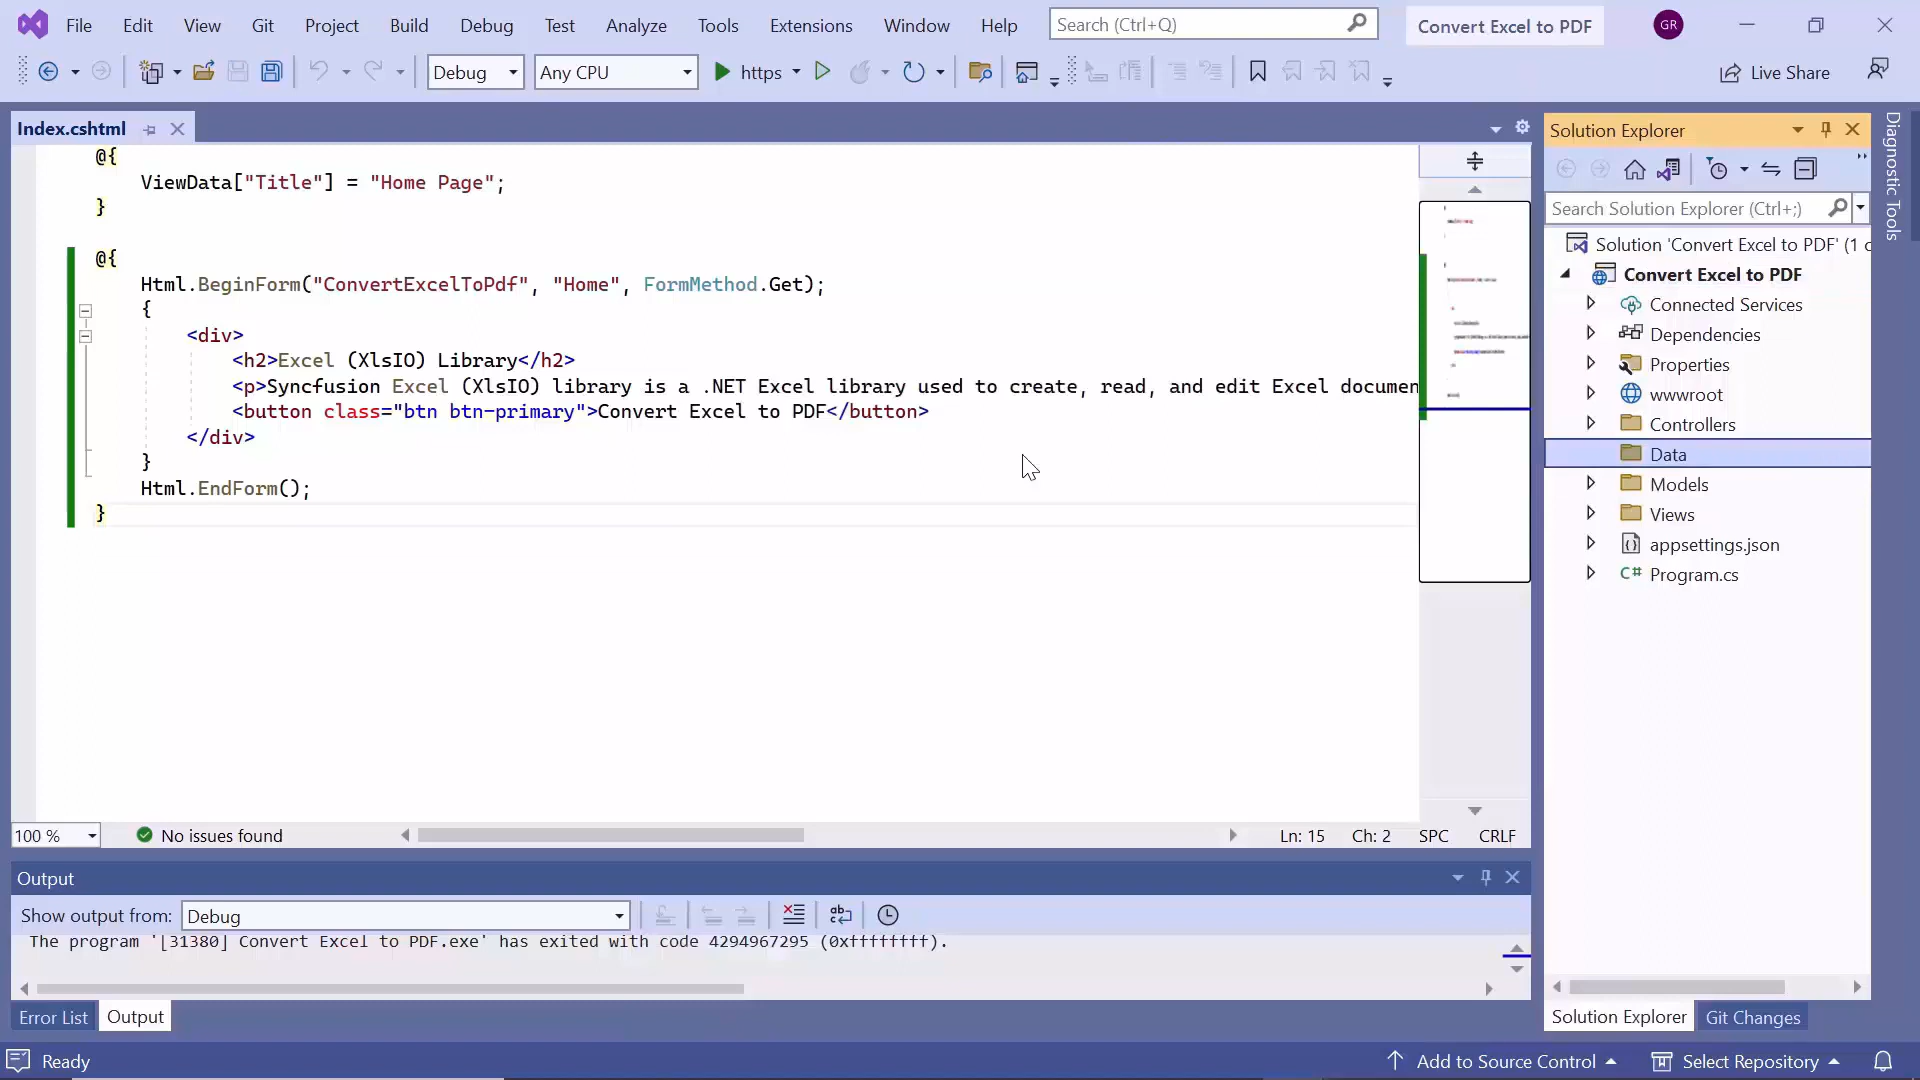 File Edit View Git Project Build Debug Test Analyze Tools Extensions Window Help Search (Ctrl+Q) Convert Excel to PDF GR
Debug Any CPU https Live Share
Index.cshtml
@{
ViewData["Title"] = "Home Page";
}
@{
Html.BeginForm("ConvertExcelToPdf", "Home", FormMethod.Get);
{
<div>
<h2>Excel (XlsIO) Library</h2>
<p>Syncfusion Excel (XlsIO) library is a .NET Excel library used to create, read, and edit Excel documen
<button class="btn btn-primary">Convert Excel to PDF</button>
</div>
}
Html.EndForm();
}
100 % No issues found Ln: 15 Ch: 2 SPC CRLF
Output
Show output from: Debug
The program '[31380] Convert Excel to PDF.exe' has exited with code 4294967295 (0xffffffff).
Error List Output
Solution Explorer
Search Solution Explorer (Ctrl+;)
Solution 'Convert Excel to PDF' (1 c
Convert Excel to PDF
Connected Services
Dependencies
Properties
wwwroot
Controllers
Data
Models
Views
appsettings.json
C# Program.cs
Solution Explorer Git Changes
Diagnostic Tools
Ready Add to Source Control Select Repository